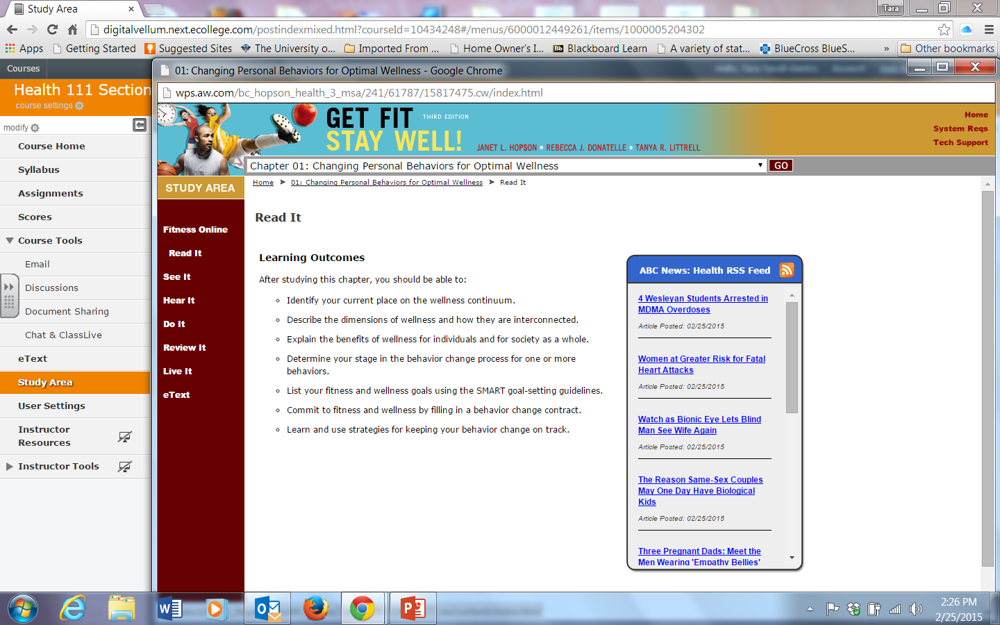 Study Area
Tara
digitalvellum.next.ecollege.com/postindexmixed.html?courseId=10434248#/menus/6000012449261/items/1000005204302
Apps Getting Started Suggested Sites The University o... Imported From ... Home Owner's I... Bb Blackboard Learn A variety of stat... BlueCross BlueS... » Other bookmarks
Courses
Health 111 Section
course settings
modify
Course Home
Syllabus
Assignments
Scores
Course Tools
Email
Discussions
Document Sharing
Chat & ClassLive
eText
Study Area
User Settings
Instructor
Resources
Instructor Tools
01: Changing Personal Behaviors for Optimal Wellness - Google Chrome
wps.aw.com/bc_hopson_health_3_msa/241/61787/15817475.cw/index.html
GET FIT THIRD EDITION
STAY WELL! JANET L. HOPSON • REBECCA J. DONATELLE • TANYA R. LITTRELL
Home
System Reqs
Tech Support
Chapter 01: Changing Personal Behaviors for Optimal Wellness GO
STUDY AREA
Fitness Online
Read It
See It
Hear It
Do It
Review It
Live It
eText
Home ➤ 01: Changing Personal Behaviors for Optimal Wellness ➤ Read It
Read It
Learning Outcomes
After studying this chapter, you should be able to:
Identify your current place on the wellness continuum.
Describe the dimensions of wellness and how they are interconnected.
Explain the benefits of wellness for individuals and for society as a whole.
Determine your stage in the behavior change process for one or more
behaviors.
List your fitness and wellness goals using the SMART goal-setting guidelines.
Commit to fitness and wellness by filling in a behavior change contract.
Learn and use strategies for keeping your behavior change on track.
ABC News: Health RSS Feed
4 Wesleyan Students Arrested in
MDMA Overdoses
Article Posted: 02/25/2015
Women at Greater Risk for Fatal
Heart Attacks
Article Posted: 02/25/2015
Watch as Bionic Eye Lets Blind
Man See Wife Again
Article Posted: 02/25/2015
The Reason Same-Sex Couples
May One Day Have Biological
Kids
Article Posted: 02/25/2015
Three Pregnant Dads: Meet the
Men Wearing 'Empathy Bellies'
2:26 PM
2/25/2015